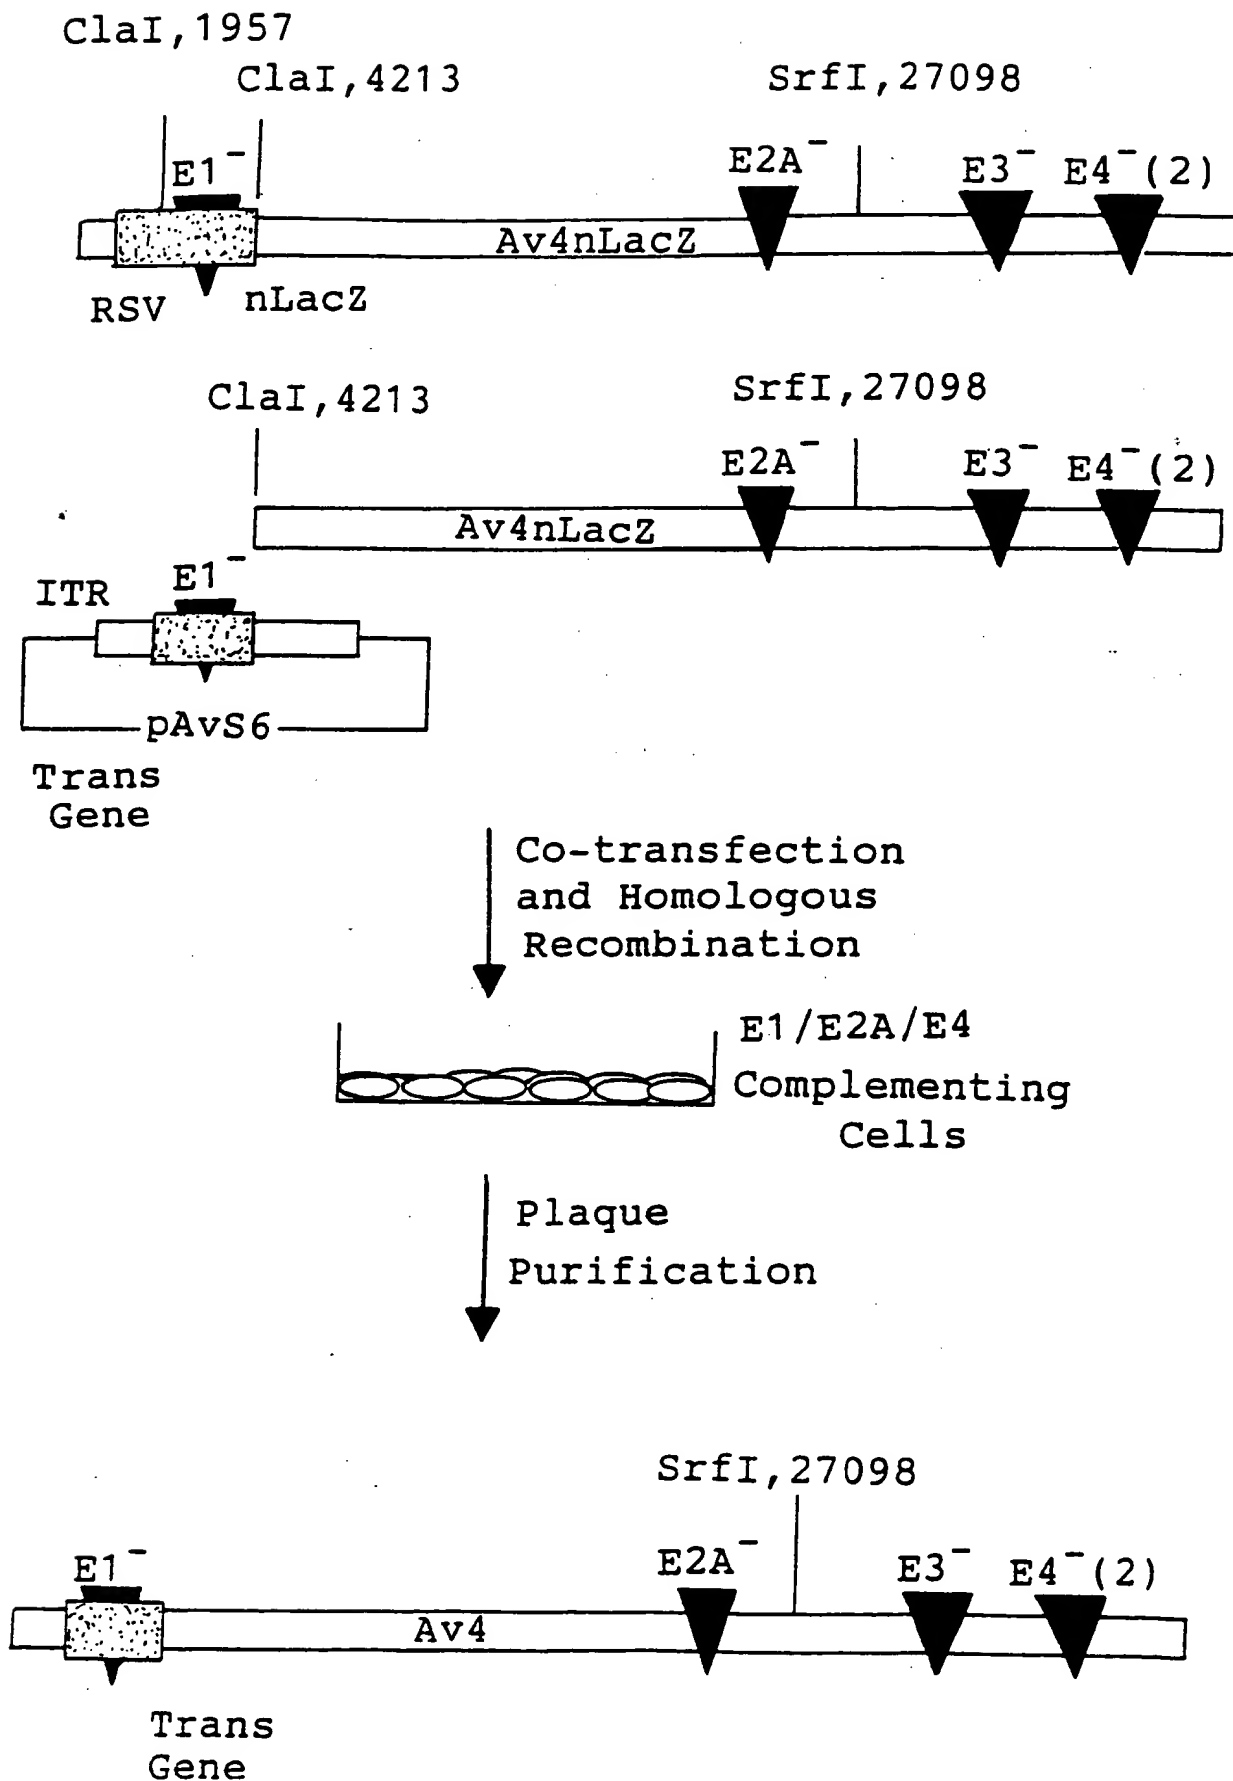 ClaI,1957
ClaI,4213
SrfI,27098
E1⁻
E2A⁻
E3⁻
E4⁻(2)
Av4nLacZ
RSV
nLacZ
ClaI,4213
SrfI,27098
E2A⁻
E3⁻
E4⁻(2)
Av4nLacZ
ITR
E1⁻
pAvS6
Trans
Gene
Co-transfection
and Homologous
Recombination
E1/E2A/E4
Complementing
Cells
Plaque
Purification
SrfI,27098
E1⁻
E2A⁻
E3⁻
E4⁻(2)
Av4
Trans
Gene